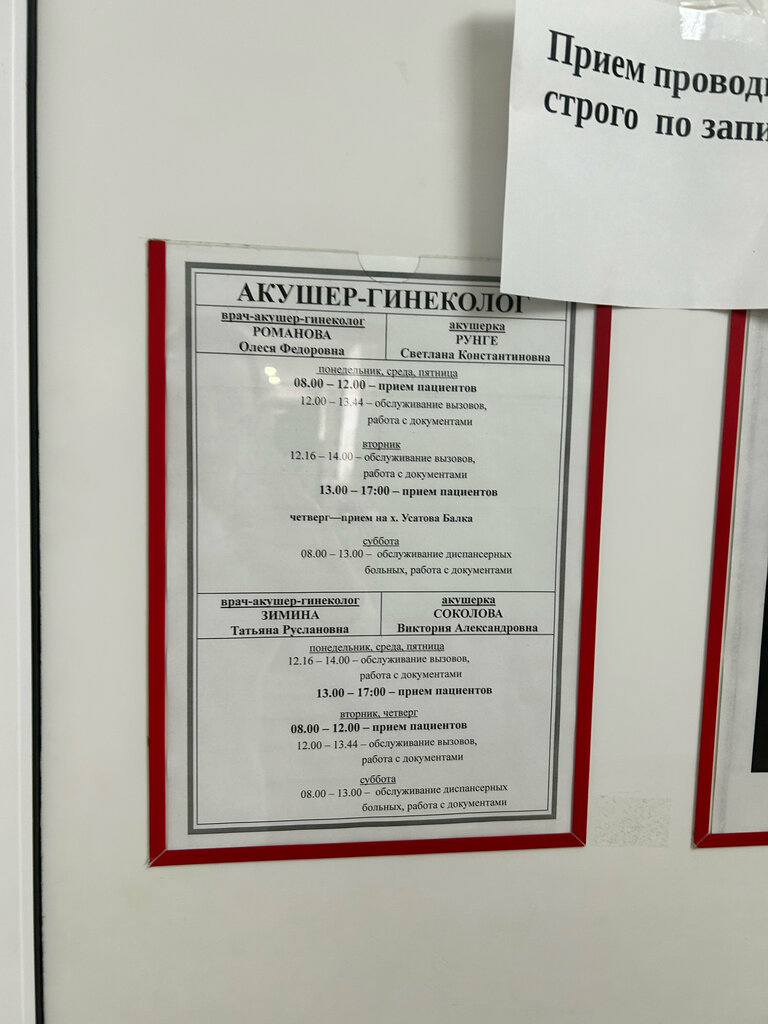 Прием
строго по
АКУШЕР-ГИНЕКОЛОГ
врач-акушер-гинеколог
РОМАНОВА
Олеся Федоровна
акушерка
РУНГЕ
Светлана Константиновна
понедельник, среда, пятница
08.00 – 12.00 – прием пациентов
12.00 – 13.44 – обслуживание вызовов,
работа с документами
вторник
12.16 – 14.00 – обслуживание вызовов,
работа с документами
13.00 – 17:00 – прием пациентов
четверг—прием на х. Усатова Балка
суббота
08.00 – 13.00 – обслуживание диспансерных
больных, работа с документами
врач-акушер-гинеколог
ЗИМИНА
Татьяна Руслановна
акушерка
СОКОЛОВА
Виктория Александровна
понедельник, среда, пятница
12.16 – 14.00 – обслуживание вызовов,
работа с документами
13.00 – 17:00 – прием пациентов
вторник, четверг
08.00 – 12.00 – прием пациентов
12.00 – 13.44 – обслуживание вызовов,
работа с документами
суббота
08.00 – 13.00 – обслуживание диспансерных
больных, работа с документами